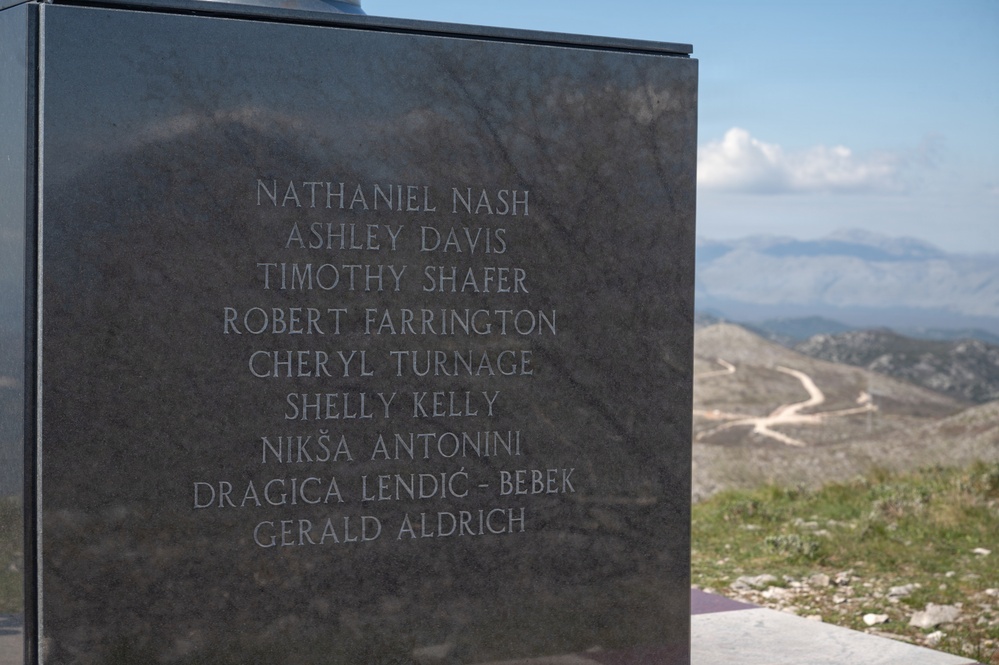 NATHANIEL NASH
ASHLEY DAVIS
TIMOTHY SHAFER
ROBERT FARRINGTON
CHERYL TURNAGE
SHELLY KELLY
NIKŠA ANTONINI
DRAGICA LENDIĆ – BEBEK
GERALD ALDRICH